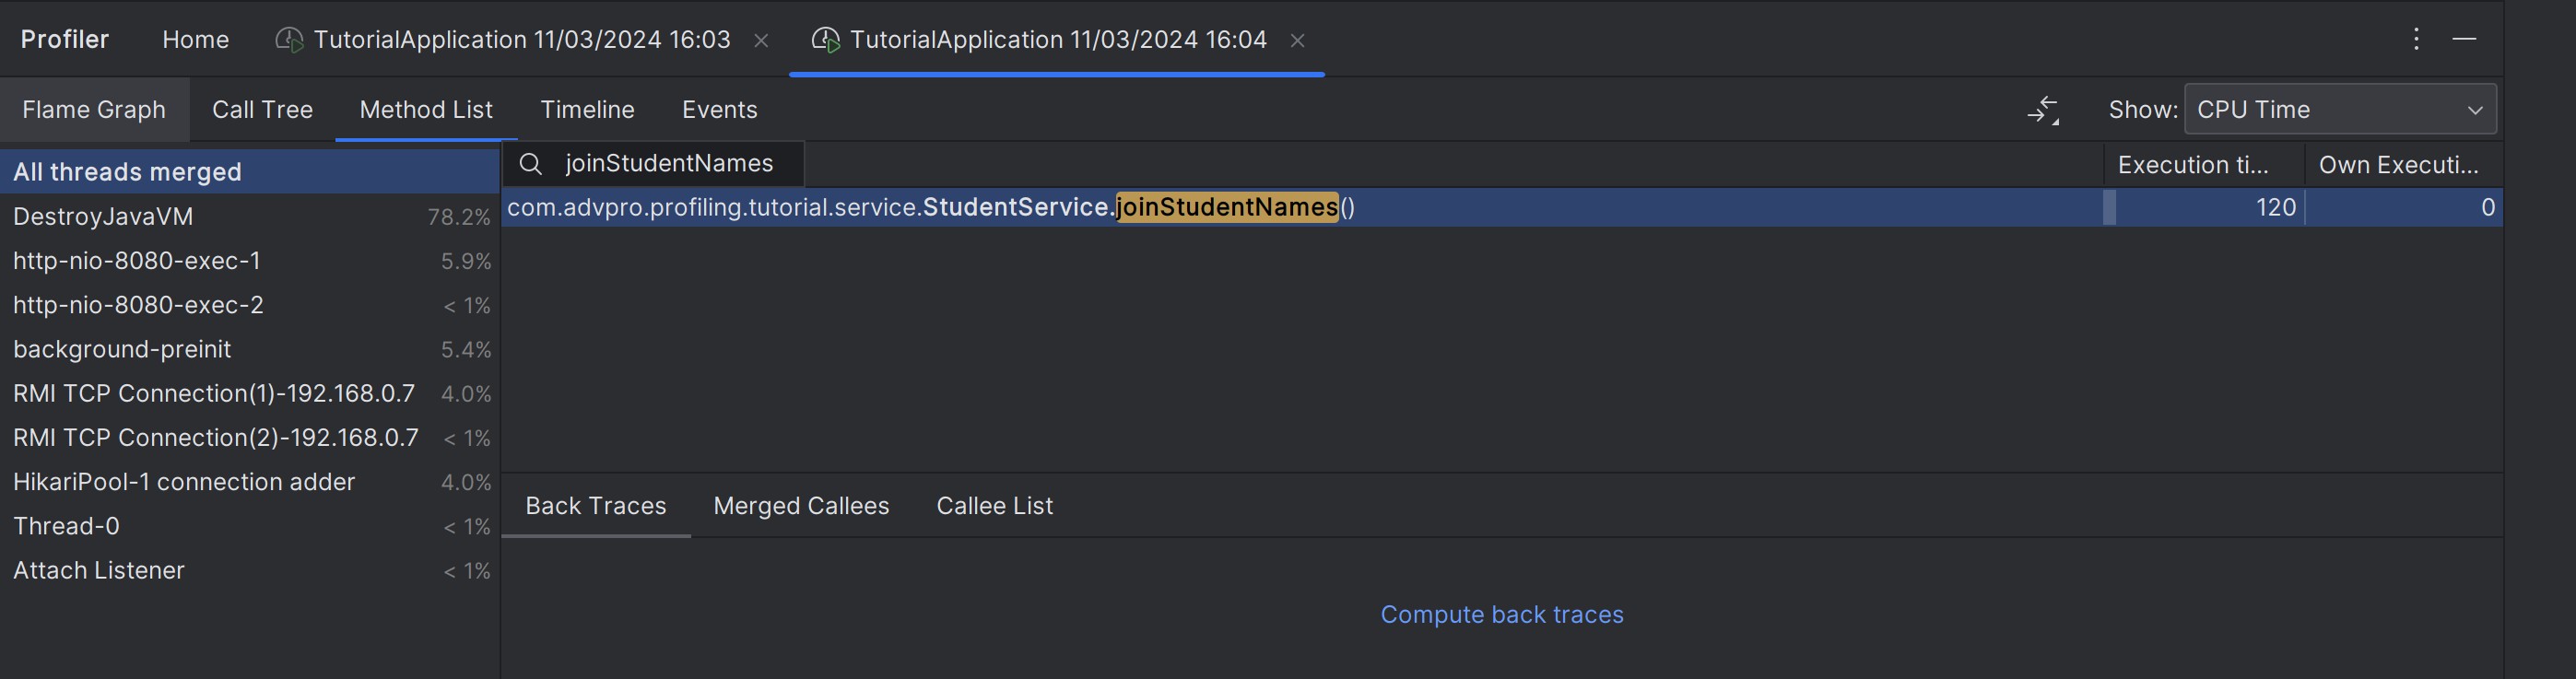 Profiler Home TutorialApplication 11/03/2024 16:03 TutorialApplication 11/03/2024 16:04
Flame Graph Call Tree Method List Timeline Events Show: CPU Time
All threads merged
DestroyJavaVM 78.2%
http-nio-8080-exec-1 5.9%
http-nio-8080-exec-2 < 1%
background-preinit 5.4%
RMI TCP Connection(1)-192.168.0.7 4.0%
RMI TCP Connection(2)-192.168.0.7 < 1%
HikariPool-1 connection adder 4.0%
Thread-0 < 1%
Attach Listener < 1%
joinStudentNames
Execution ti... Own Executi...
com.advpro.profiling.tutorial.service.StudentService.joinStudentNames() 120 0
Back Traces Merged Callees Callee List
Compute back traces